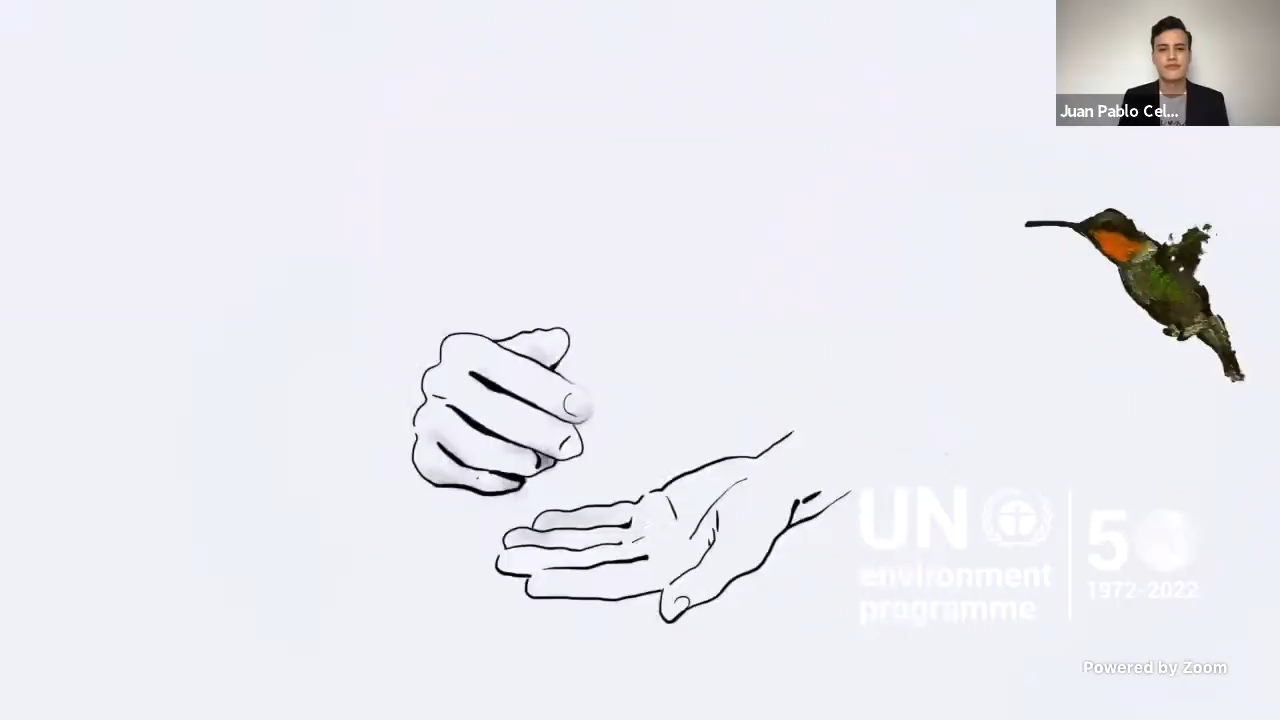 Juan Pablo Cel...
UN
environment
programme
50
1972-2022
Powered by Zoom